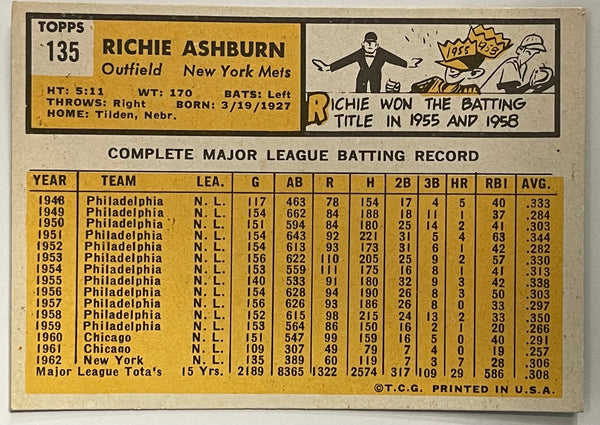 TOPPS
135
RICHIE ASHBURN
Outfield New York Mets
HT: 5:11 WT: 170 BATS: Left
THROWS: Right BORN: 3/19/1927
HOME: Tilden, Nebr.
1955 1958
RICHIE WON THE BATTING
TITLE IN 1955 AND 1958
COMPLETE MAJOR LEAGUE BATTING RECORD
YEAR TEAM LEA. G AB R H 2B 3B HR RBI AVG.
1948 Philadelphia N. L. 117 463 78 154 17 4 5 40 .333
1949 Philadelphia N. L. 154 662 84 188 18 11 1 37 .284
1950 Philadelphia N. L. 151 594 84 180 25 14 2 41 .303
1951 Philadelphia N. L. 154 643 92 221 31 5 4 63 .344
1952 Philadelphia N. L. 154 613 93 173 31 6 1 42 .282
1953 Philadelphia N. L. 156 622 110 205 25 9 2 57 .330
1954 Philadelphia N. L. 153 559 111 175 16 8 1 41 .313
1955 Philadelphia N. L. 140 533 91 180 32 9 3 42 .338
1956 Philadelphia N. L. 154 628 94 190 26 8 3 50 .303
1957 Philadelphia N. L. 156 626 93 186 26 8 0 33 .297
1958 Philadelphia N. L. 152 615 98 215 24 13 2 33 .350
1959 Philadelphia N. L. 153 564 86 150 16 2 1 20 .266
1960 Chicago N. L. 151 547 99 159 16 5 0 40 .291
1961 Chicago N. L. 109 307 49 79 7 4 0 19 .257
1962 New York N. L. 135 389 60 119 7 3 7 28 .306
Major League Tota's 15 Yrs. 2189 8365 1322 2574 317 109 29 586 .308
©T.C.G. PRINTED IN U.S.A.